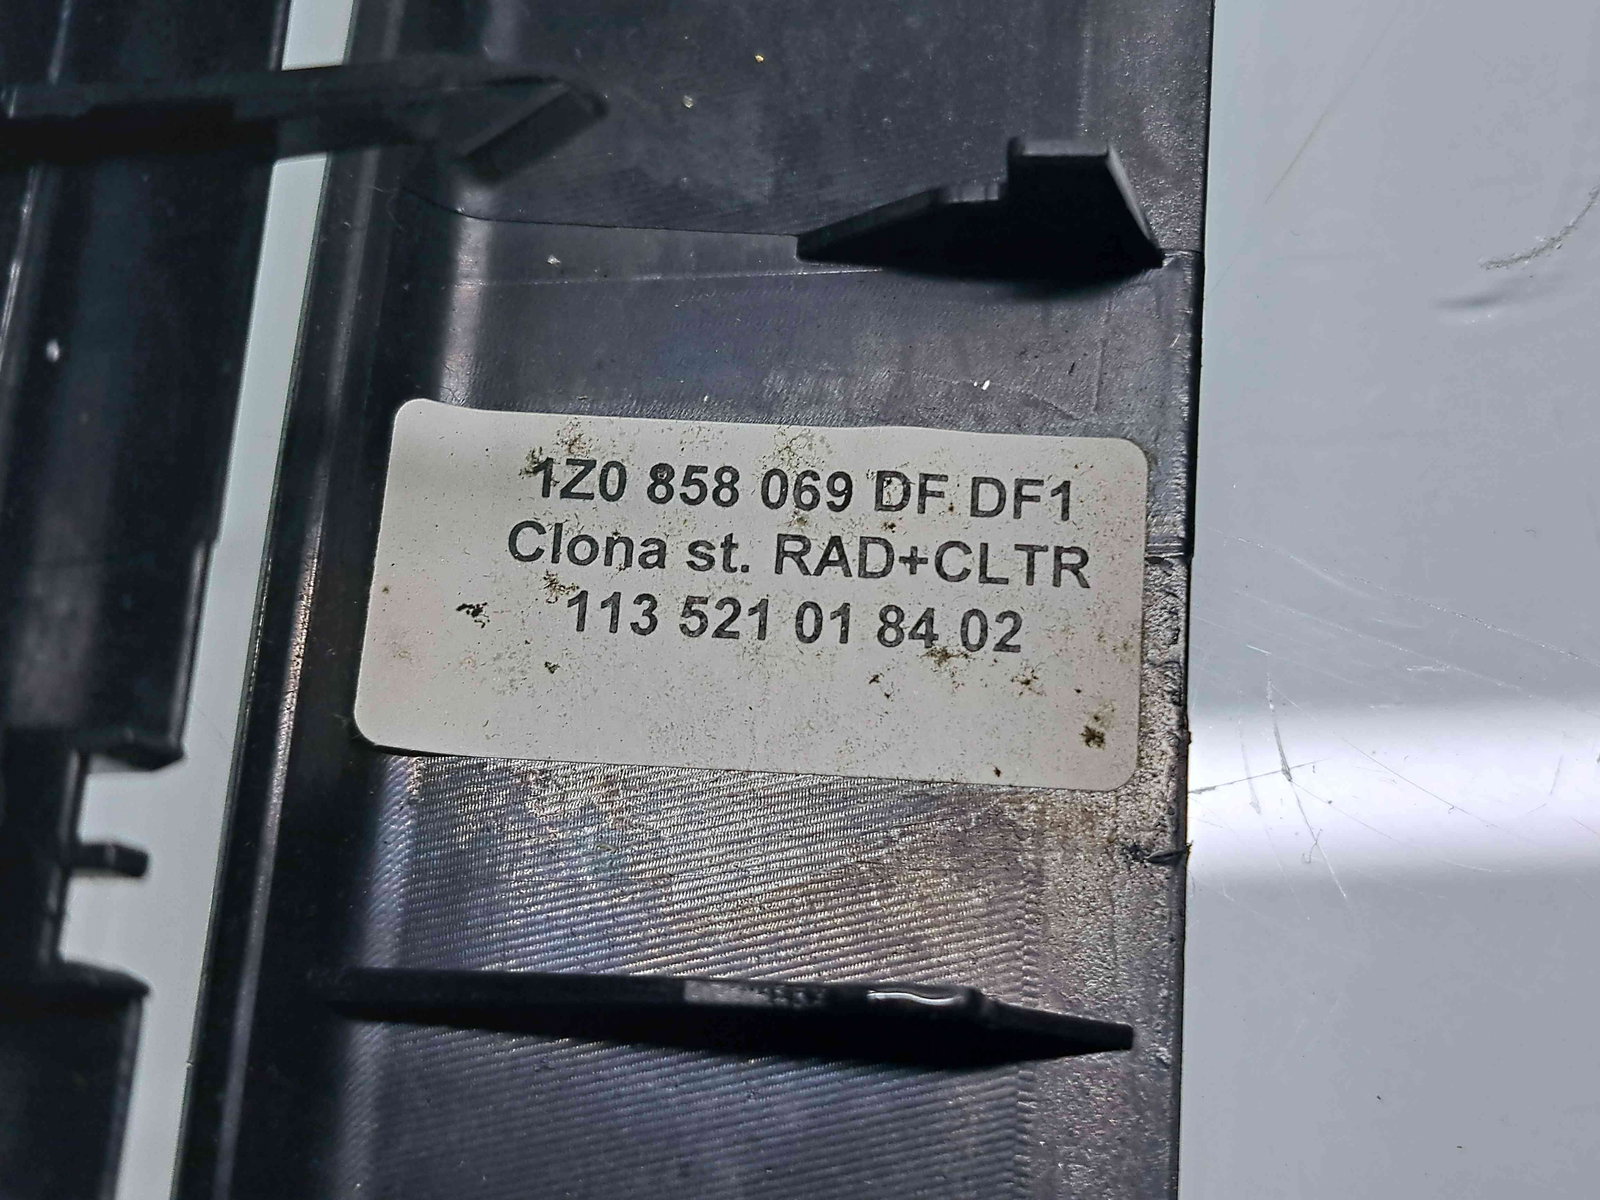 1Z0 858 069 DF DF1
Clona st. RAD+CLTR
113 521 01 84 02